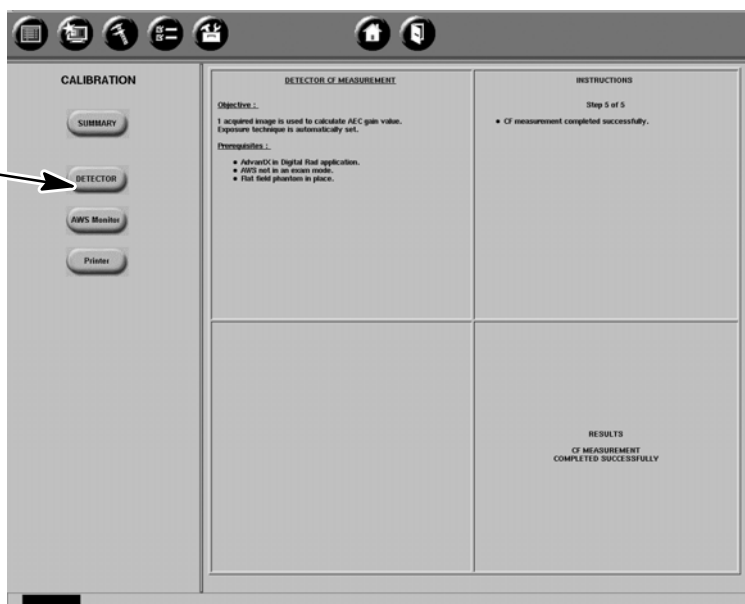 CALIBRATION
SUMMARY
DETECTOR
AWS Monitor
Printer
DETECTOR CF MEASUREMENT
Objective :
1 acquired image is used to calculate AEC gain value.
Exposure technique is automatically set.
Prerequisites :
● AdvantX in Digital Rad application.
● AWS not in an exam mode.
● Flat field phantom in place.
INSTRUCTIONS
Step 5 of 5
● CF measurement completed successfully.
RESULTS
CF MEASUREMENT
COMPLETED SUCCESSFULLY